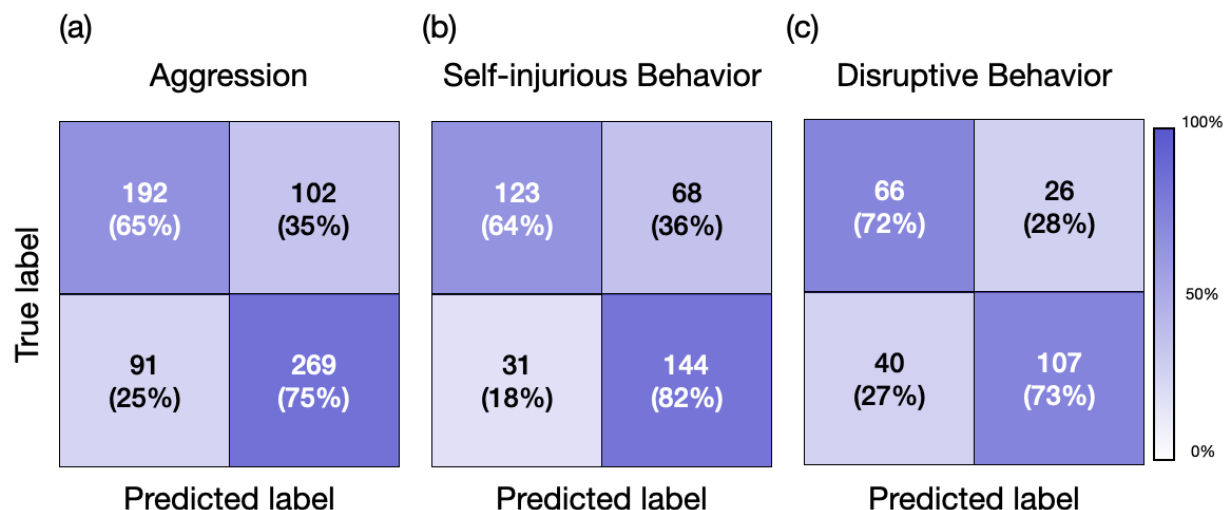 (a)
Aggression
(b)
Self-injurious Behavior
(c)
Disruptive Behavior
True label
192
(65%)
102
(35%)
91
(25%)
269
(75%)
Predicted label
123
(64%)
68
(36%)
31
(18%)
144
(82%)
Predicted label
66
(72%)
26
(28%)
40
(27%)
107
(73%)
Predicted label
100%
50%
0%